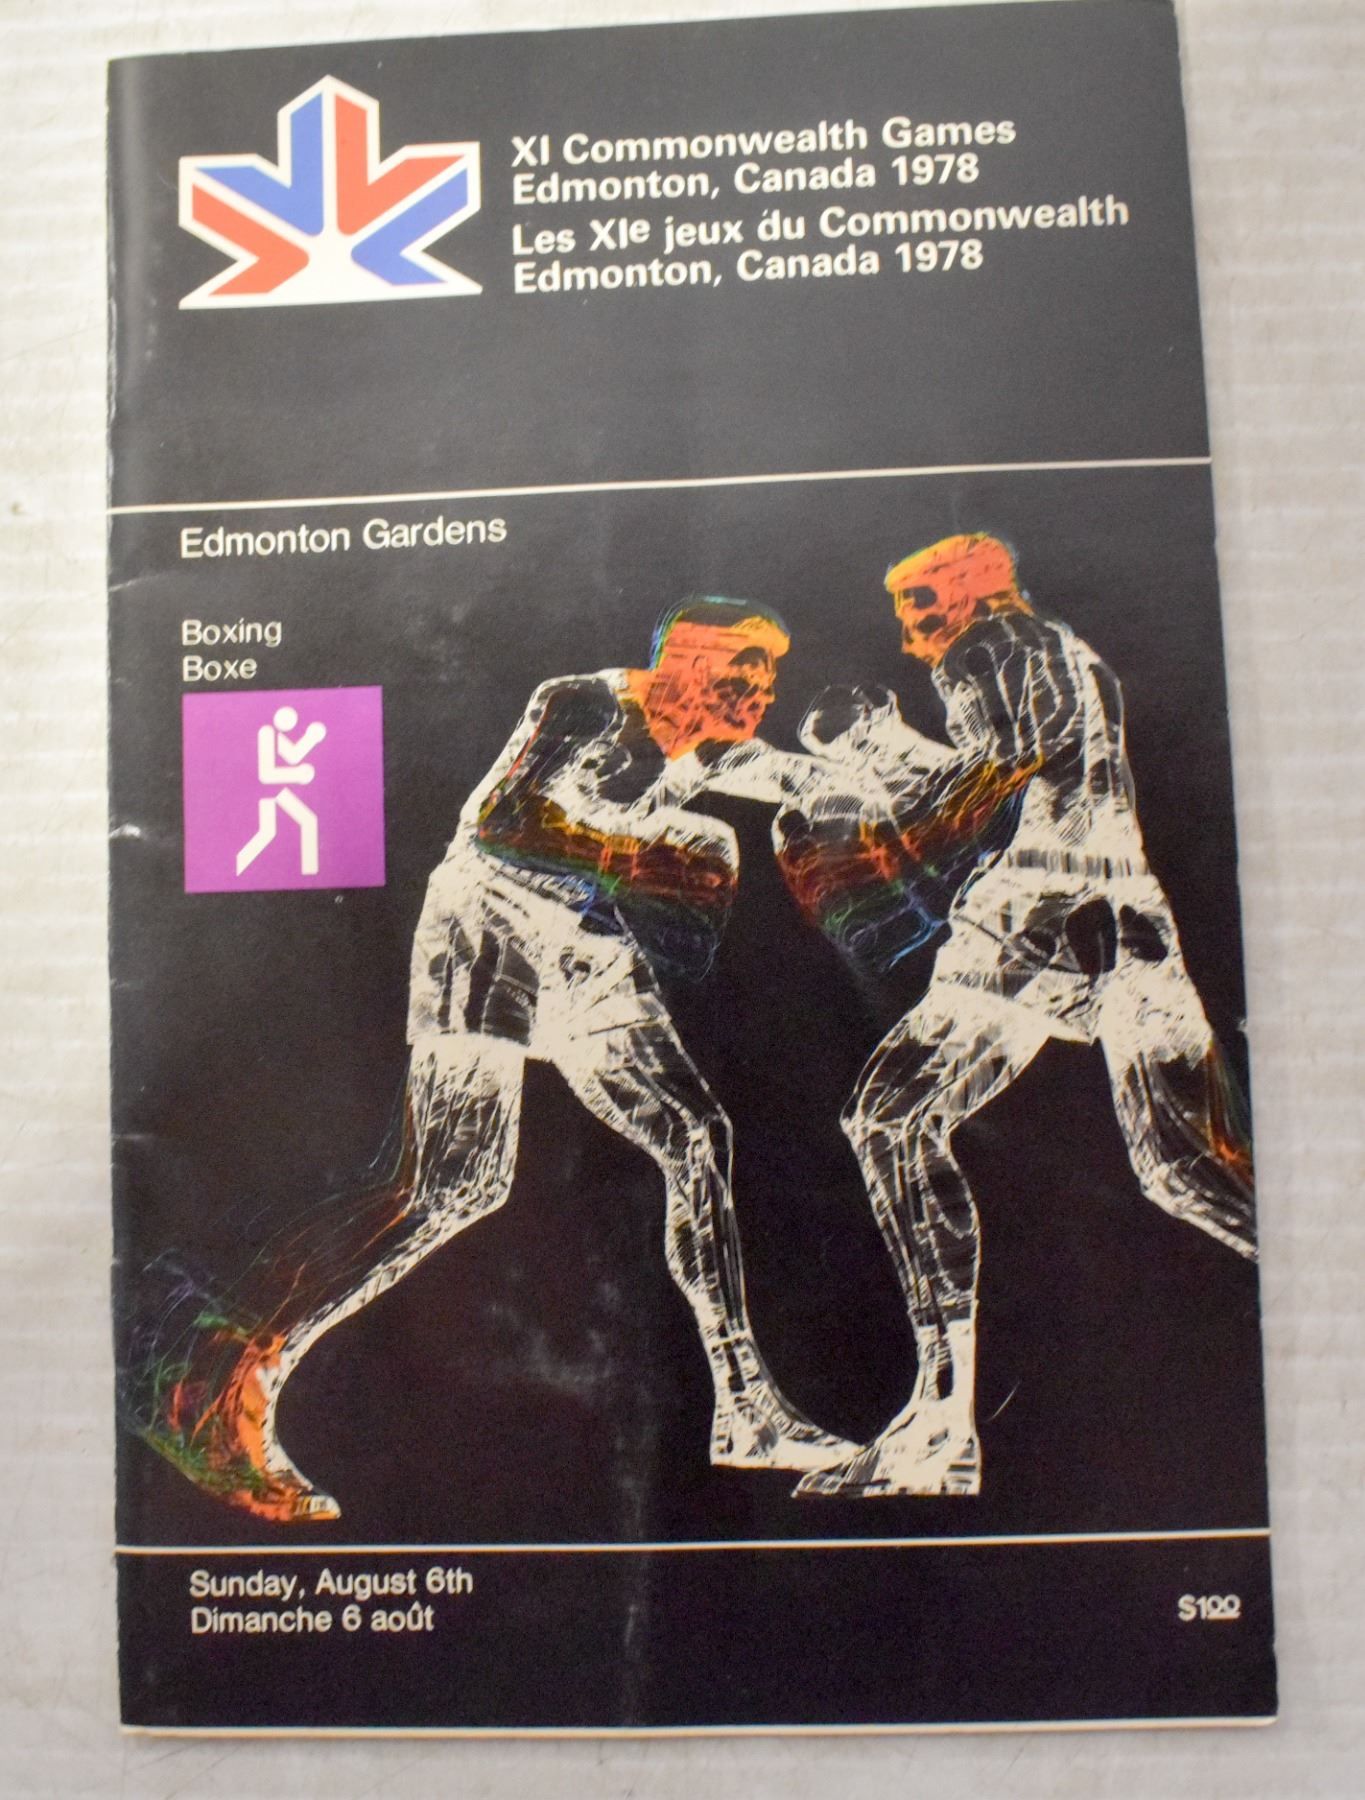 XI Commonwealth Games
Edmonton, Canada 1978
Les XIe jeux du Commonwealth
Edmonton, Canada 1978
Edmonton Gardens
Boxing
Boxe
Sunday, August 6th
Dimanche 6 août
$1.00